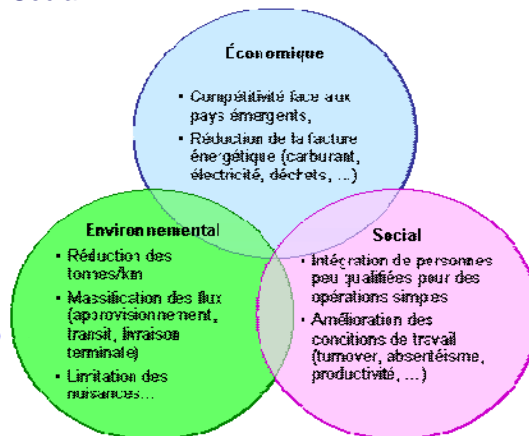 Économique
• Compétitivité face aux
pays émergents,
• Réduction de la facture
énergétique (carburant,
électricité, déchets, ...)
Environnemental
• Réduction des
tonnes/km
• Massification des flux
(approvisionnement,
transit, livraison
terminale)
• Limitation des
nuisances...
Social
• Intégration de personnes
peu qualifiées pour des
opérations simples
• Amélioration des
conditions de travail
(turnover, absentéisme,
productivité, ...)